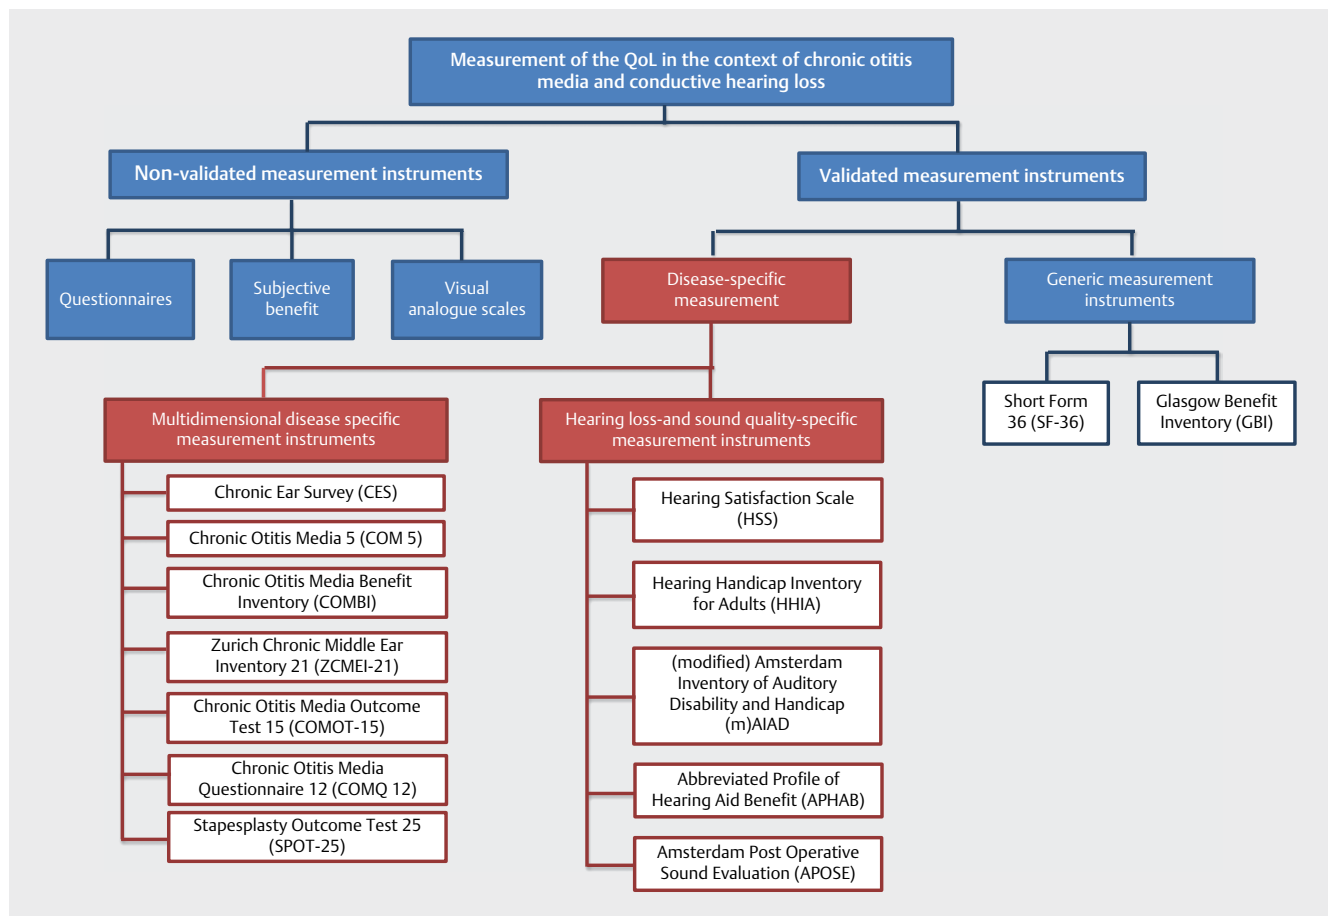 Measurement of the QoL in the context of chronic otitis
media and conductive hearing loss
Non-validated measurement instruments
Validated measurement instruments
Questionnaires
Subjective
benefit
Visual
analogue scales
Disease-specific
measurement
Generic measurement
instruments
Short Form
36 (SF-36)
Glasgow Benefit
Inventory (GBI)
Multidimensional disease specific
measurement instruments
Chronic Ear Survey (CES)
Chronic Otitis Media 5 (COM 5)
Chronic Otitis Media Benefit
Inventory (COMBI)
Zurich Chronic Middle Ear
Inventory 21 (ZCMEI-21)
Chronic Otitis Media Outcome
Test 15 (COMOT-15)
Chronic Otitis Media
Questionnaire 12 (COMQ 12)
Stapesplasty Outcome Test 25
(SPOT-25)
Hearing loss-and sound quality-specific
measurement instruments
Hearing Satisfaction Scale
(HSS)
Hearing Handicap Inventory
for Adults (HHIA)
(modified) Amsterdam
Inventory of Auditory
Disability and Handicap
(m)AIAD
Abbreviated Profile of
Hearing Aid Benefit (APHAB)
Amsterdam Post Operative
Sound Evaluation (APOSE)